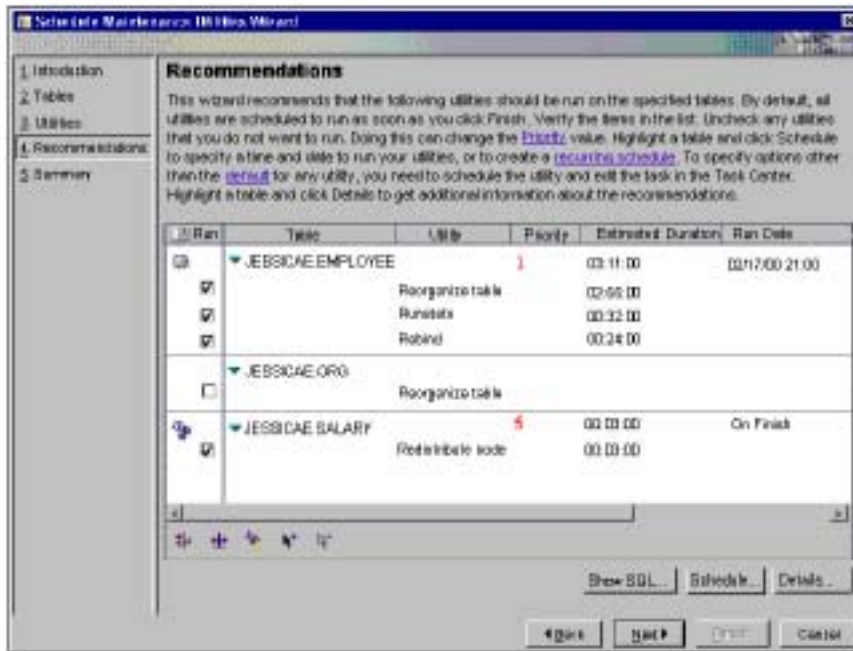 Schedule Maintenance Utilities Wizard
1 Introduction
2 Tables
3 Utilities
4 Recommendations
5 Summary
Recommendations
This wizard recommends that the following utilities should be run on the specified tables. By default, all
utilities are scheduled to run as soon as you click Finish. Verify the items in the list. Uncheck any utilities
that you do not want to run. Doing this can change the Priority value. Highlight a table and click Schedule
to specify a time and date to run your utilities, or to create a recurring schedule. To specify options other
than the default for any utility, you need to schedule the utility and edit the task in the Task Center.
Highlight a table and click Details to get additional information about the recommendations.
Run Table Utility Priority Estimated Duration Run Date
JESSICAE.EMPLOYEE 1 03:11:00 21:00
Reorganize table
Runstats 00:32:00
Rebind 00:24:00
JESSICAE.ORG
Reorganize table
JESSICAE.SALARY 5 00:03:00 On Finish
Redistribute node 00:03:00
Show SQL... Schedule... Details...
Back Next Finish Cancel